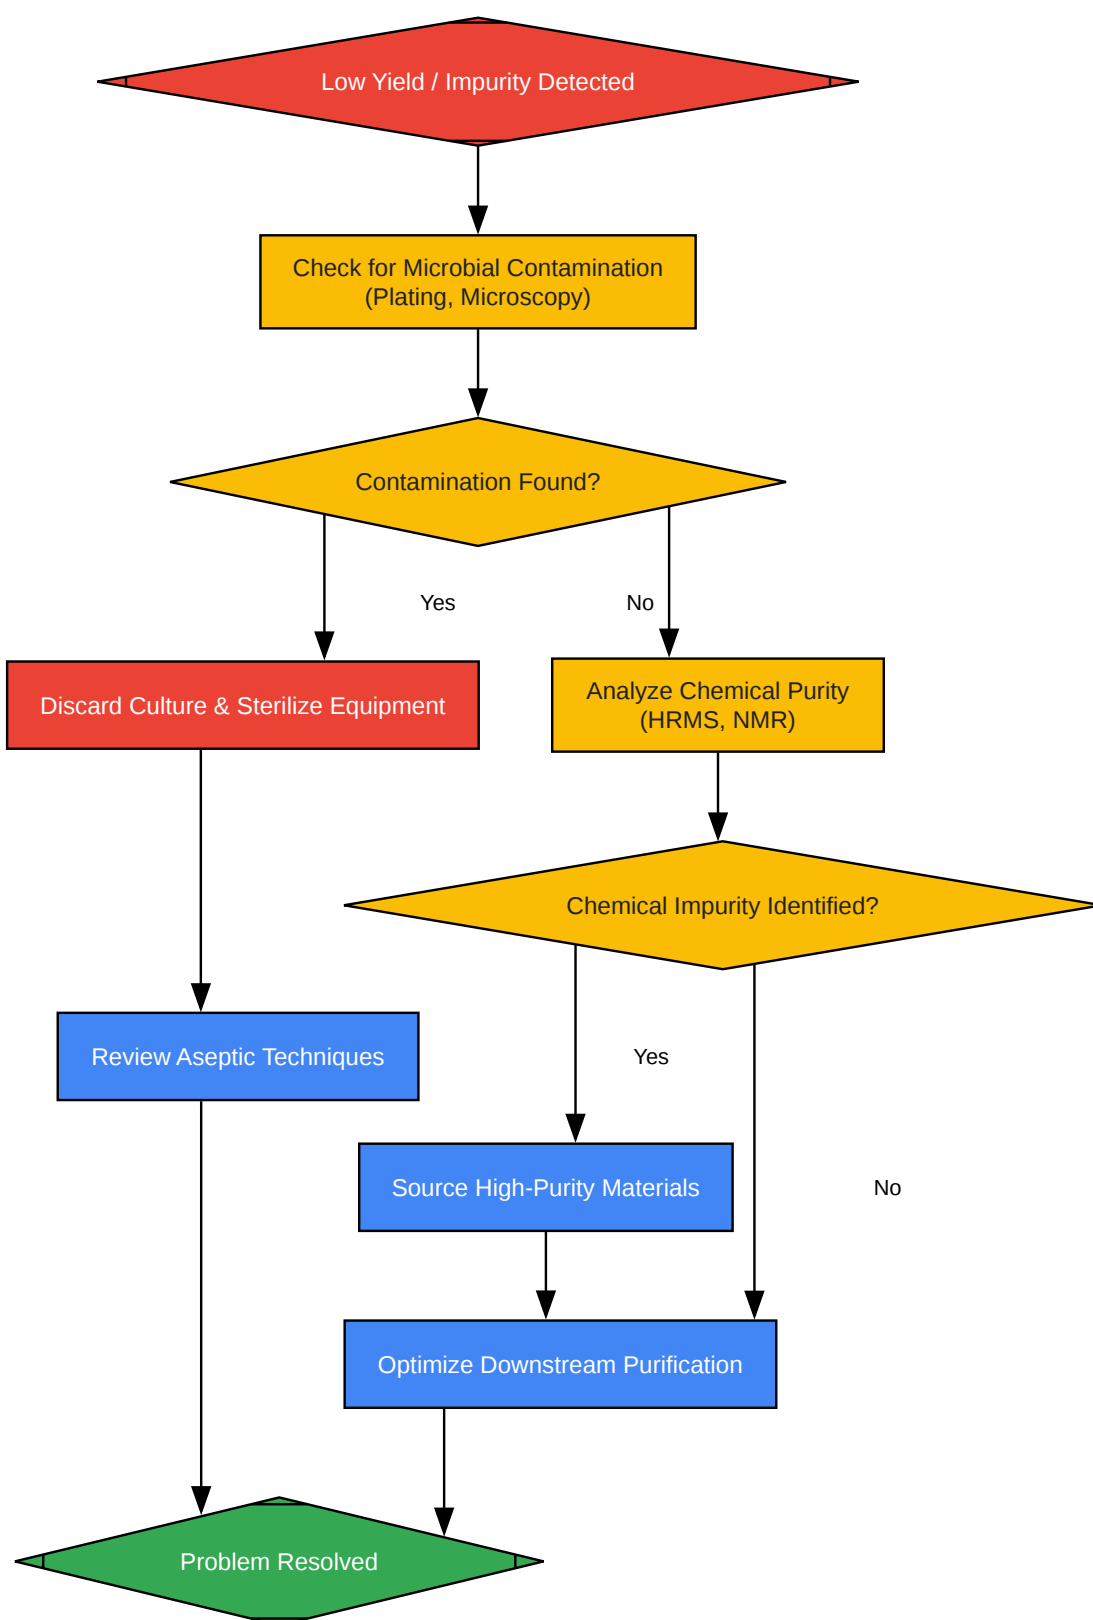 Low Yield / Impurity Detected
Check for Microbial Contamination
(Plating, Microscopy)
Contamination Found?
Yes
No
Discard Culture & Sterilize Equipment
Analyze Chemical Purity
(HRMS, NMR)
Chemical Impurity Identified?
Review Aseptic Techniques
Yes
Source High-Purity Materials
No
Optimize Downstream Purification
Problem Resolved